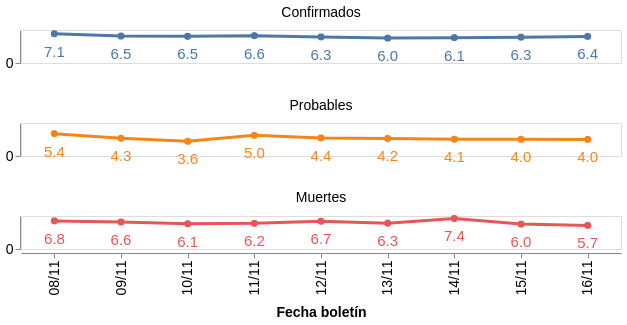 Confirmados
0
7.1 6.5 6.5 6.6 6.3 6.0 6.1 6.3 6.4
Probables
0
5.4 4.3 3.6 5.0 4.4 4.2 4.1 4.0 4.0
Muertes
0
6.8 6.6 6.1 6.2 6.7 6.3 7.4 6.0 5.7
08/11 09/11 10/11 11/11 12/11 13/11 14/11 15/11 16/11
Fecha boletín